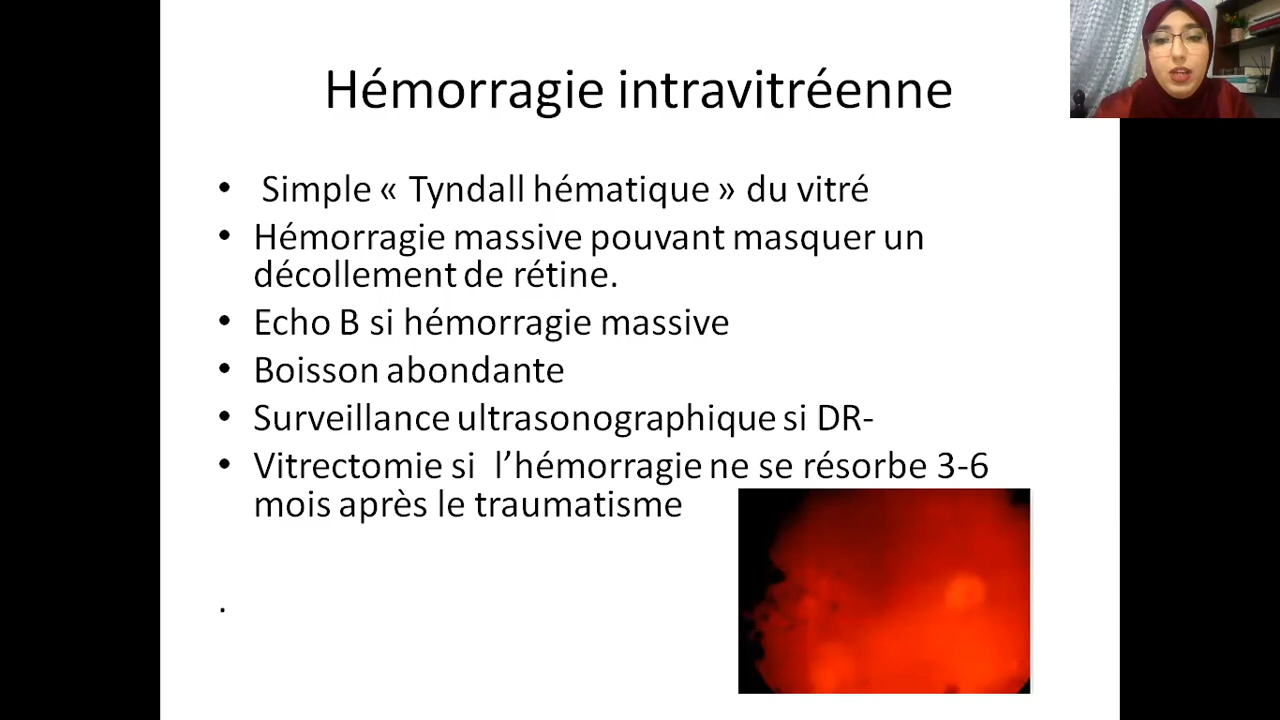 Hémorragie intravitréenne
• Simple « Tyndall hématique » du vitré
• Hémorragie massive pouvant masquer un
décollement de rétine.
• Echo B si hémorragie massive
• Boisson abondante
• Surveillance ultrasonographique si DR-
• Vitrectomie si l’hémorragie ne se résorbe 3-6
mois après le traumatisme
.